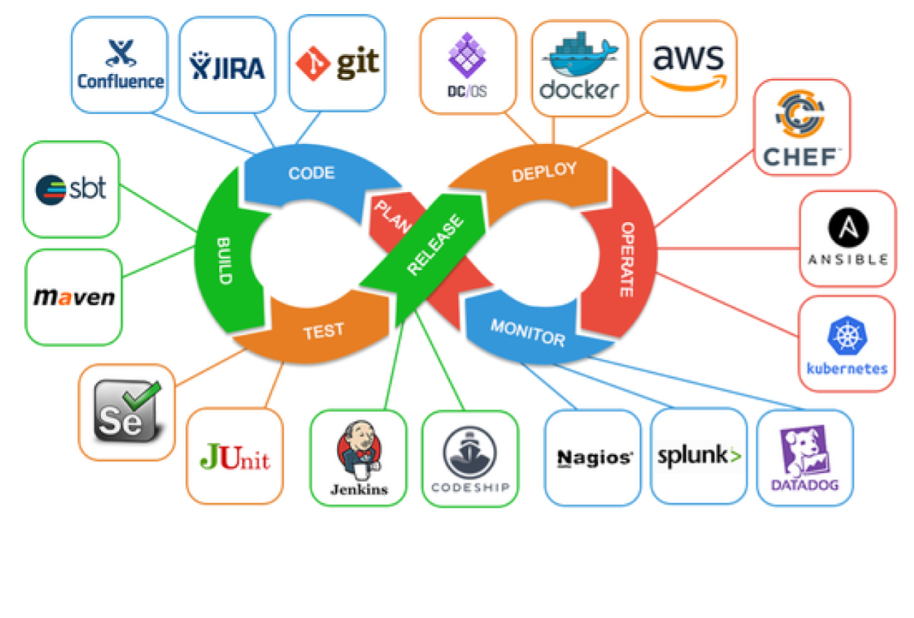 Confluence
JIRA
git
DC/OS
docker
aws
CHEF
sbt
CODE
DEPLOY
PLAN
RELEASE
BUILD
OPERATE
ANSIBLE
maven
TEST
MONITOR
kubernetes
Se
JUnit
Jenkins
CODESHIP
Nagios®
splunk>
DATADOG